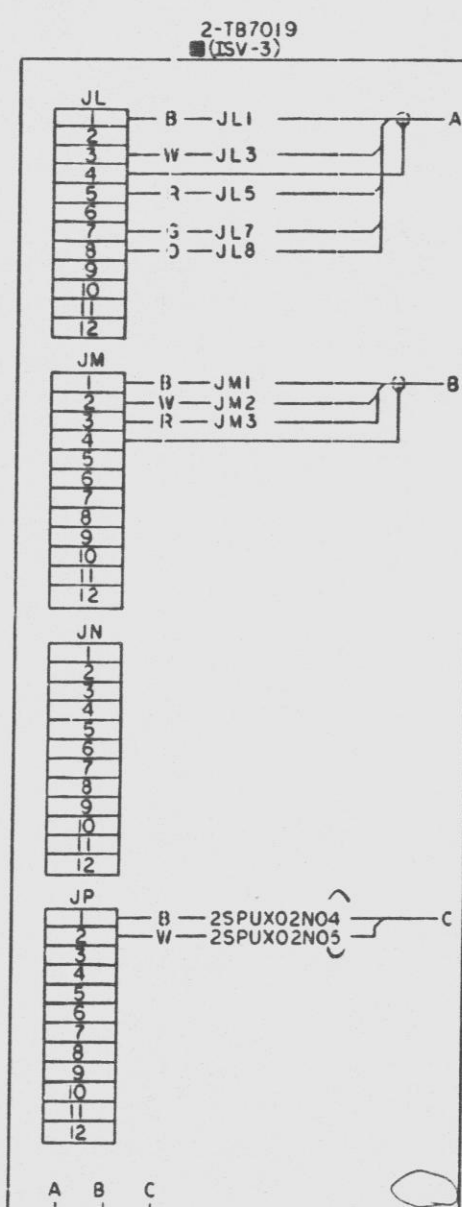 2-TB7019
■(ISV-3)
JL
1 B JL1 A
2
3 W JL3
4
5 R JL5
6
7 G JL7
8 O JL8
9
10
11
12
JM
1 B JM1 B
2 W JM2
3 R JM3
4
5
6
7
8
9
10
11
12
JN
1
2
3
4
5
6
7
8
9
10
11
12
JP
1 B 2SPUX02N04 C
2 W 2SPUX02N05
3
4
5
6
7
8
9
10
11
12
A B C